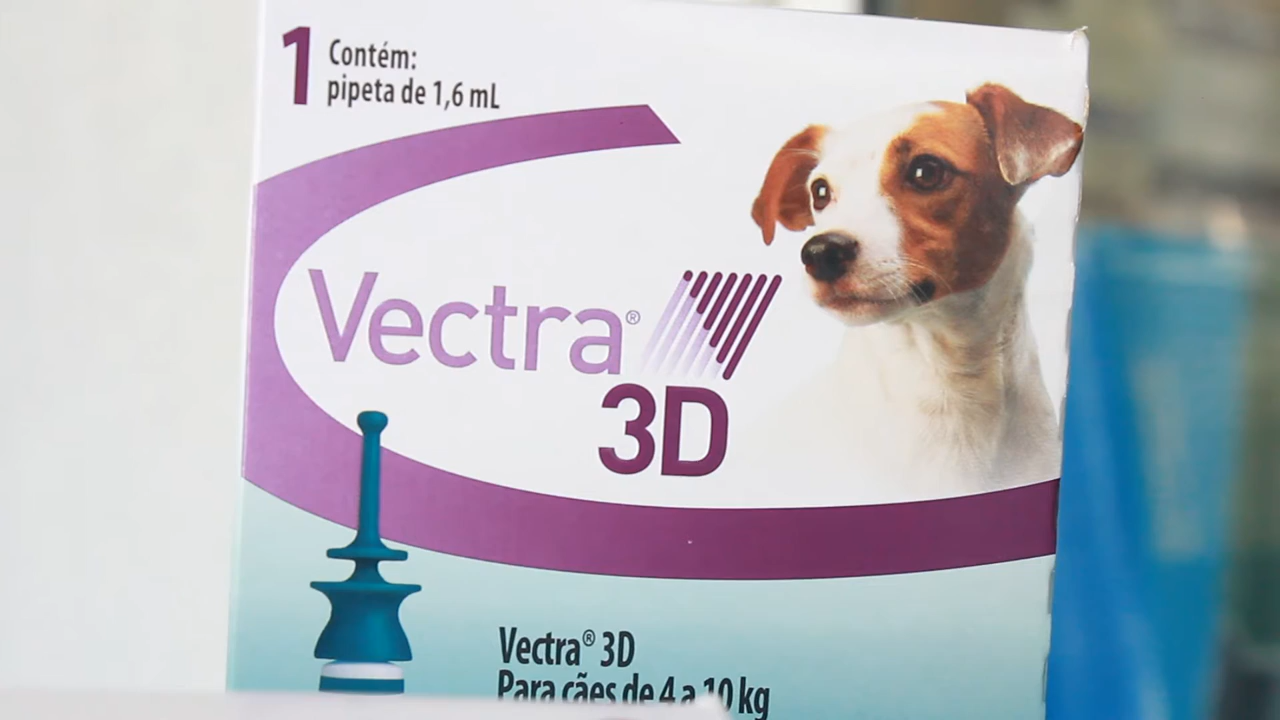 1
Contém:
pipeta de 1,6 mL
Vectra®
3D
Vectra® 3D
Para cães de 4 a 10 kg